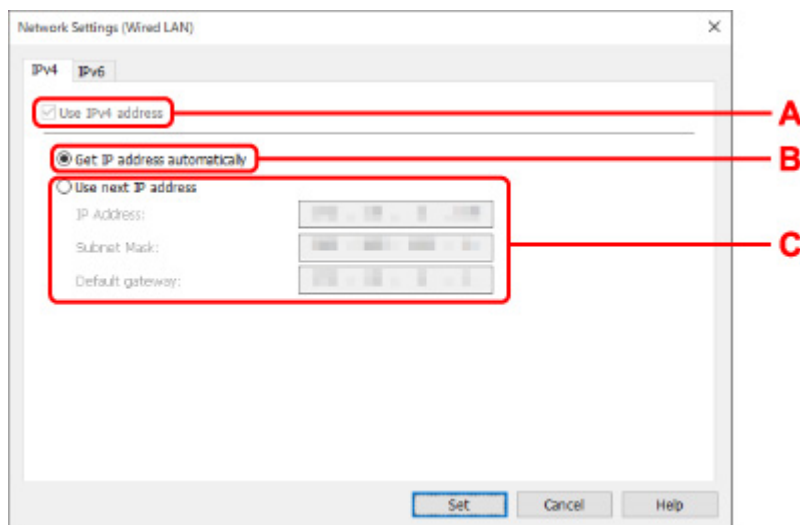 Network Settings (Wired LAN)
IPv4 IPv6
Use IPv4 address
A
Get IP address automatically
B
Use next IP address
IP Address:
Subnet Mask:
C
Default gateway:
Set Cancel Help